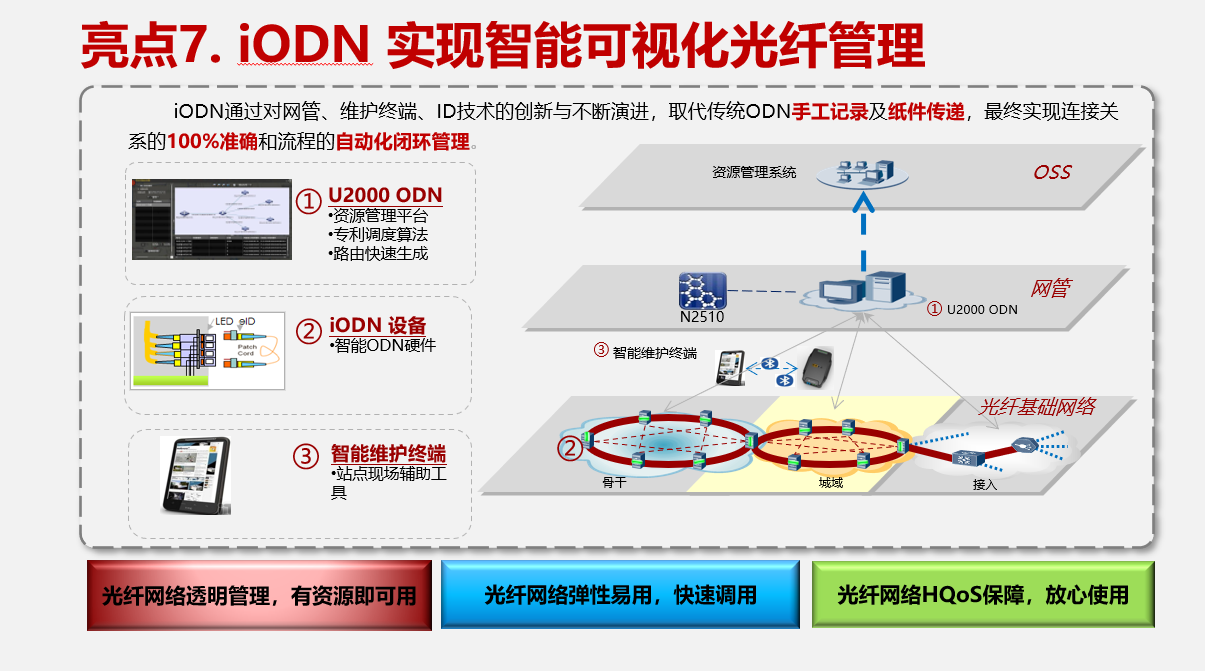 亮点7. iODN 实现智能可视化光纤管理
iODN通过对网管、维护终端、ID技术的创新与不断演进，取代传统ODN手工记录及纸件传递，最终实现连接关
系的100%准确和流程的自动化闭环管理。
① U2000 ODN
•资源管理平台
•专利调度算法
•路由快速生成
LED eID
Patch
Cord
② iODN 设备
•智能ODN硬件
③ 智能维护终端
•站点现场辅助工
具
资源管理系统
OSS
网管
N2510
① U2000 ODN
③ 智能维护终端
光纤基础网络
②
骨干
城域
接入
光纤网络透明管理，有资源即可用
光纤网络弹性易用，快速调用
光纤网络HQoS保障，放心使用